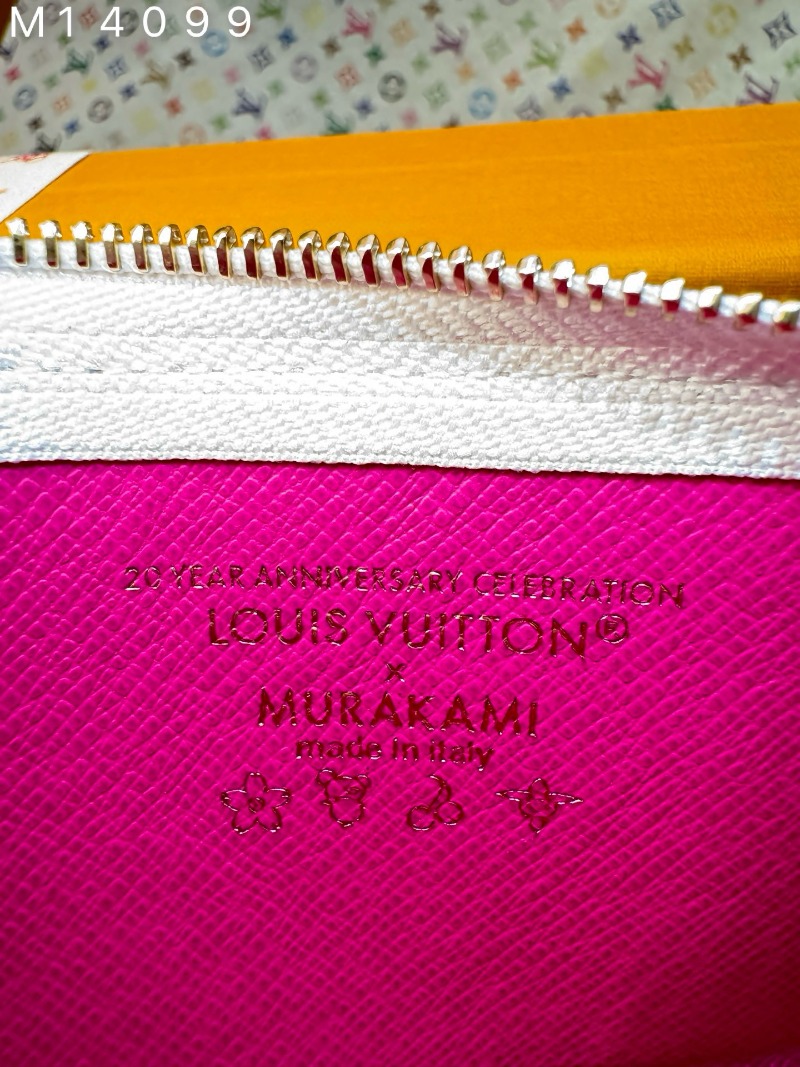 M14099
20 YEAR ANNIVERSARY CELEBRATION
LOUIS VUITTON®
x
MURAKAMI
made in italy